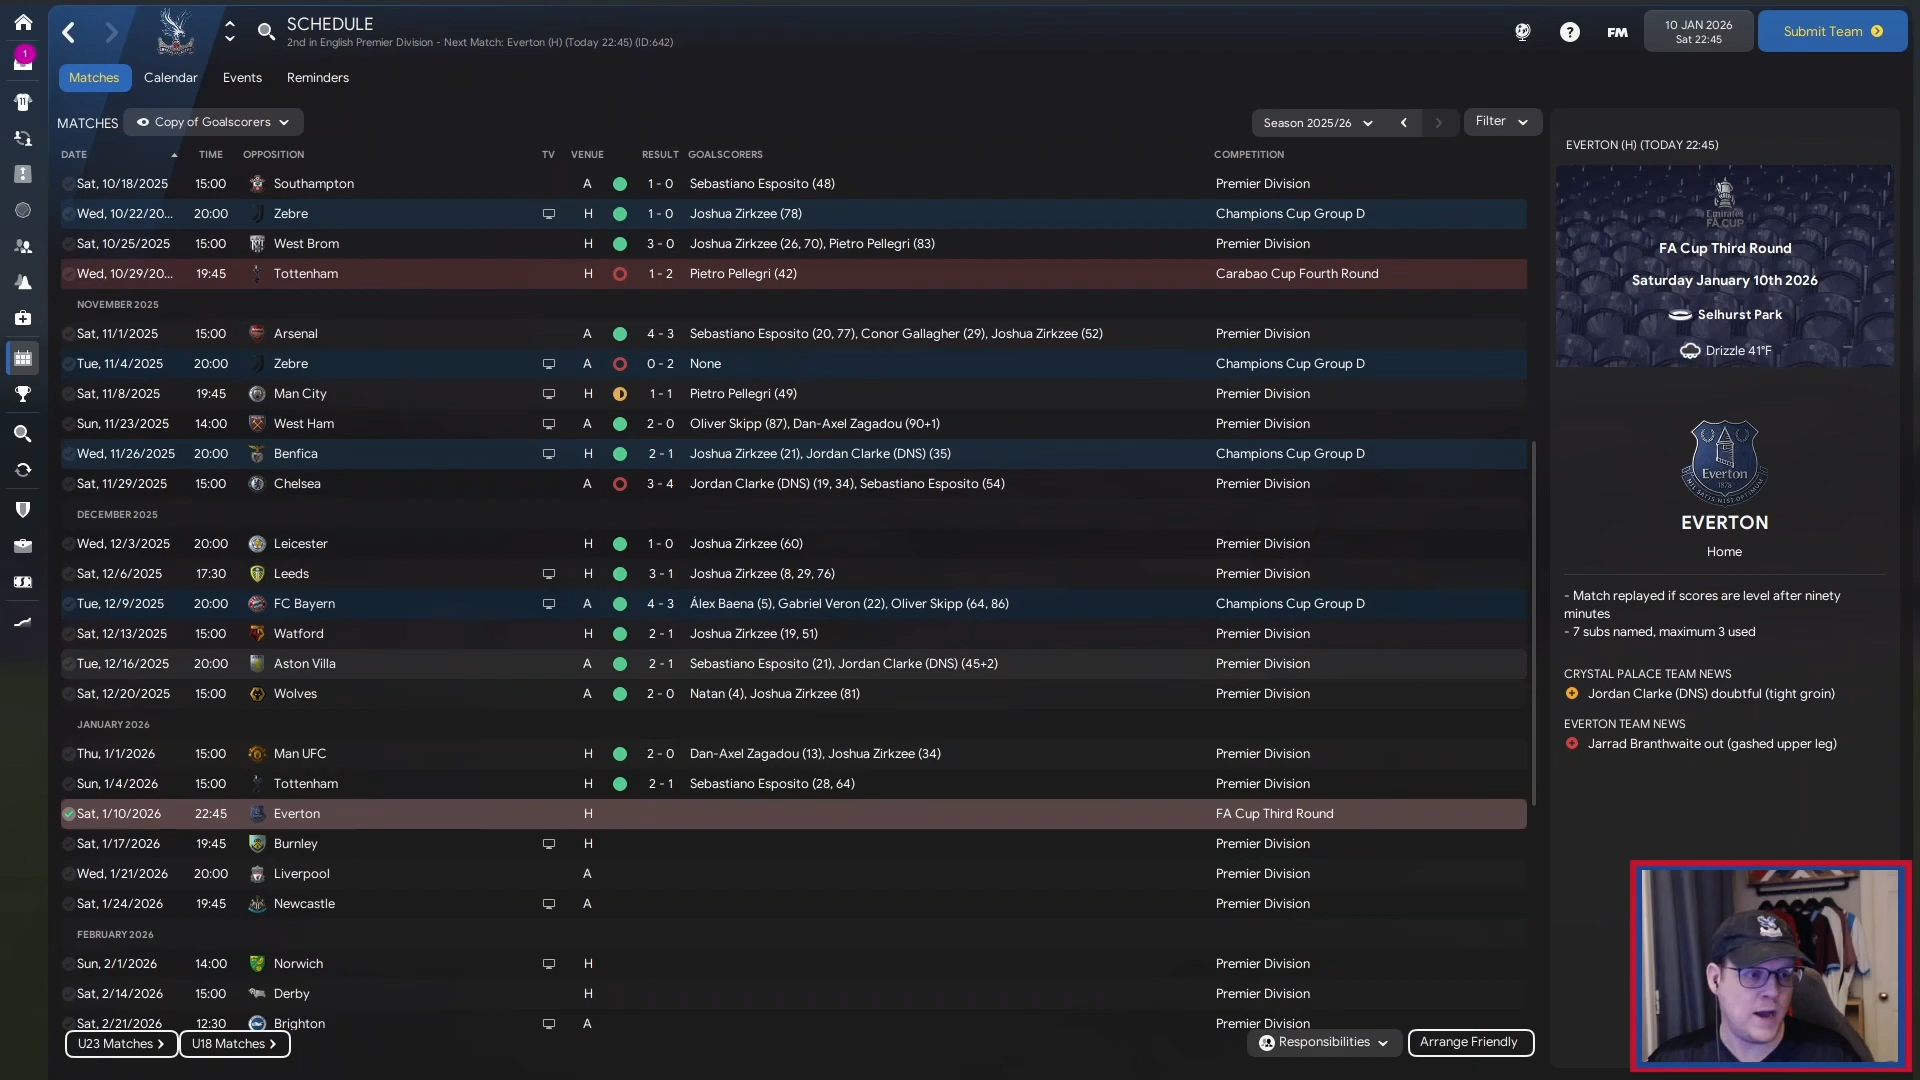 SCHEDULE
2nd in English Premier Division - Next Match: Everton (H) (Today 22:45) (ID:642)
FM
10 JAN 2026
Sat 22:45
Submit Team
1
Matches Calendar Events Reminders
MATCHES Copy of Goalscorers Season 2025/26 Filter
DATE TIME OPPOSITION TV VENUE RESULT GOALSCORERS COMPETITION
Sat, 10/18/2025 15:00 Southampton A 1 - 0 Sebastiano Esposito (48) Premier Division
Wed, 10/22/20... 20:00 Zebre H 1 - 0 Joshua Zirkzee (78) Champions Cup Group D
Sat, 10/25/2025 15:00 West Brom H 3 - 0 Joshua Zirkzee (26, 70), Pietro Pellegri (83) Premier Division
Wed, 10/29/20... 19:45 Tottenham H 1 - 2 Pietro Pellegri (42) Carabao Cup Fourth Round
NOVEMBER 2025
Sat, 11/1/2025 15:00 Arsenal A 4 - 3 Sebastiano Esposito (20, 77), Conor Gallagher (29), Joshua Zirkzee (52) Premier Division
Tue, 11/4/2025 20:00 Zebre A 0 - 2 None Champions Cup Group D
Sat, 11/8/2025 19:45 Man City H 1 - 1 Pietro Pellegri (49) Premier Division
Sun, 11/23/2025 14:00 West Ham A 2 - 0 Oliver Skipp (87), Dan-Axel Zagadou (90+1) Premier Division
Wed, 11/26/2025 20:00 Benfica H 2 - 1 Joshua Zirkzee (21), Jordan Clarke (DNS) (35) Champions Cup Group D
Sat, 11/29/2025 15:00 Chelsea A 3 - 4 Jordan Clarke (DNS) (19, 34), Sebastiano Esposito (54) Premier Division
DECEMBER 2025
Wed, 12/3/2025 20:00 Leicester H 1 - 0 Joshua Zirkzee (60) Premier Division
Sat, 12/6/2025 17:30 Leeds H 3 - 1 Joshua Zirkzee (8, 29, 76) Premier Division
Tue, 12/9/2025 20:00 FC Bayern A 4 - 3 Álex Baena (5), Gabriel Veron (22), Oliver Skipp (64, 86) Champions Cup Group D
Sat, 12/13/2025 15:00 Watford H 2 - 1 Joshua Zirkzee (19, 51) Premier Division
Tue, 12/16/2025 20:00 Aston Villa A 2 - 1 Sebastiano Esposito (21), Jordan Clarke (DNS) (45+2) Premier Division
Sat, 12/20/2025 15:00 Wolves A 2 - 0 Natan (4), Joshua Zirkzee (81) Premier Division
JANUARY 2026
Thu, 1/1/2026 15:00 Man UFC H 2 - 0 Dan-Axel Zagadou (13), Joshua Zirkzee (34) Premier Division
Sun, 1/4/2026 15:00 Tottenham H 2 - 1 Sebastiano Esposito (28, 64) Premier Division
Sat, 1/10/2026 22:45 Everton H FA Cup Third Round
Sat, 1/17/2026 19:45 Burnley H Premier Division
Wed, 1/21/2026 20:00 Liverpool A Premier Division
Sat, 1/24/2026 19:45 Newcastle A Premier Division
FEBRUARY 2026
Sun, 2/1/2026 14:00 Norwich H Premier Division
Sat, 2/14/2026 15:00 Derby H Premier Division
Sat, 2/21/2026 12:30 Brighton A Premier Division
U23 Matches U18 Matches Responsibilities Arrange Friendly
EVERTON (H) (TODAY 22:45)
Emirates
FA CUP
FA Cup Third Round
Saturday January 10th 2026
Selhurst Park
Drizzle 41°F
Everton
1878
NIL SATIS NISI OPTIMUM
EVERTON
Home
- Match replayed if scores are level after ninety
minutes
- 7 subs named, maximum 3 used
CRYSTAL PALACE TEAM NEWS
Jordan Clarke (DNS) doubtful (tight groin)
EVERTON TEAM NEWS
Jarrad Branthwaite out (gashed upper leg)